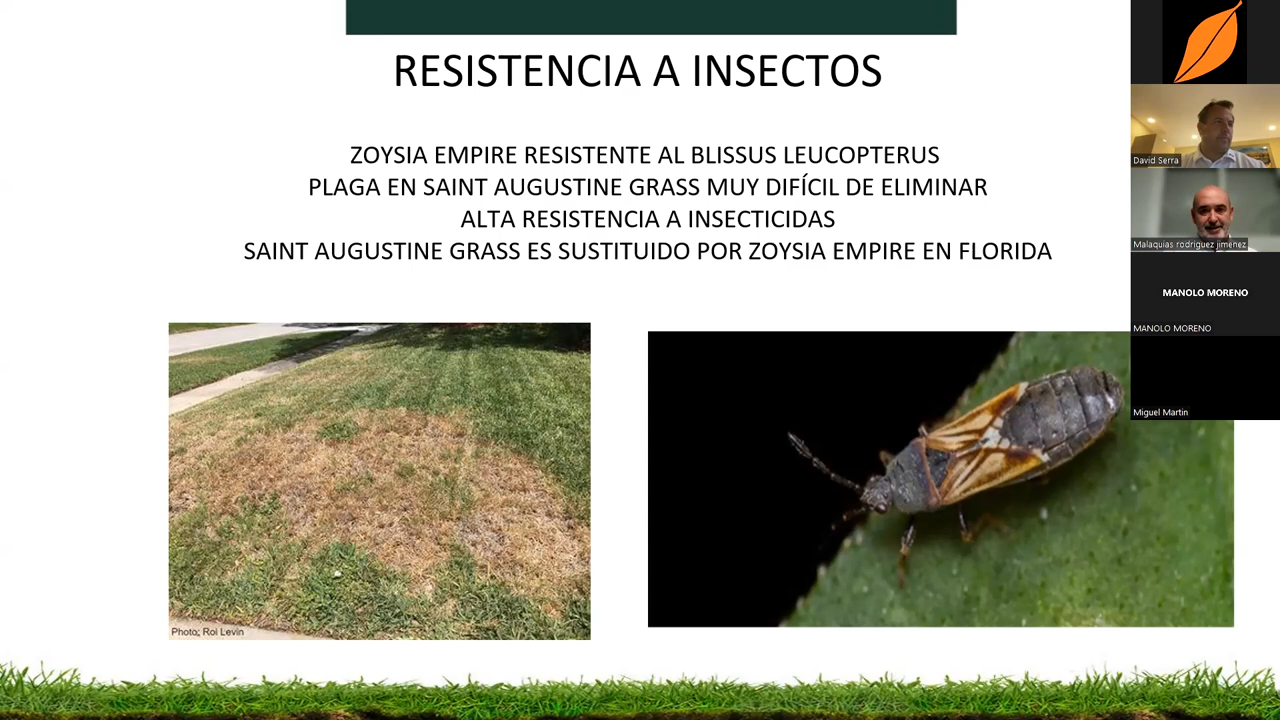 RESISTENCIA A INSECTOS
ZOYSIA EMPIRE RESISTENTE AL BLISSUS LEUCOPTERUS
PLAGA EN SAINT AUGUSTINE GRASS MUY DIFÍCIL DE ELIMINAR
ALTA RESISTENCIA A INSECTICIDAS
SAINT AUGUSTINE GRASS ES SUSTITUIDO POR ZOYSIA EMPIRE EN FLORIDA
Photo: Roi Levin
David Serra
Malaquias rodriguez jimenez
MANOLO MORENO
MANOLO MORENO
Miguel Martin